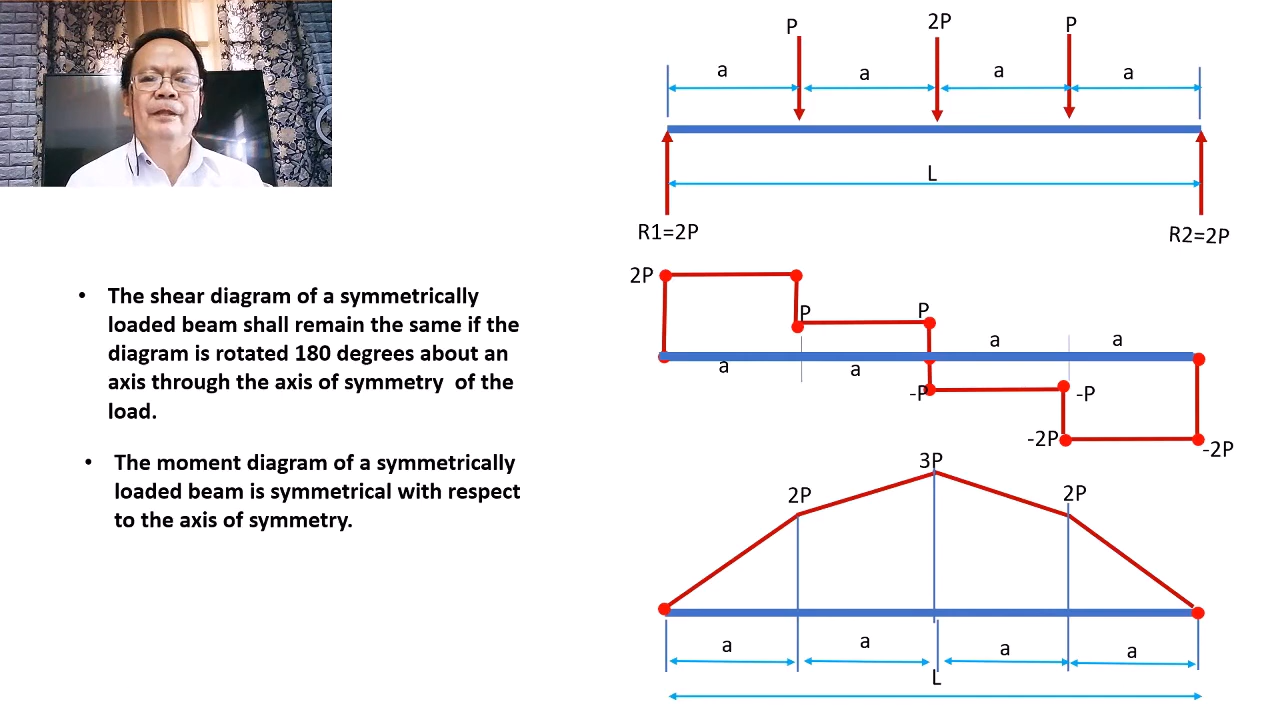 P 2P P
a a a a
L
R1=2P R2=2P
2P
P P
a a
a a
-P -P
-2P -2P
• The shear diagram of a symmetrically
loaded beam shall remain the same if the
diagram is rotated 180 degrees about an
axis through the axis of symmetry of the
load.
• The moment diagram of a symmetrically
loaded beam is symmetrical with respect
to the axis of symmetry.
3P
2P 2P
a a a a
L